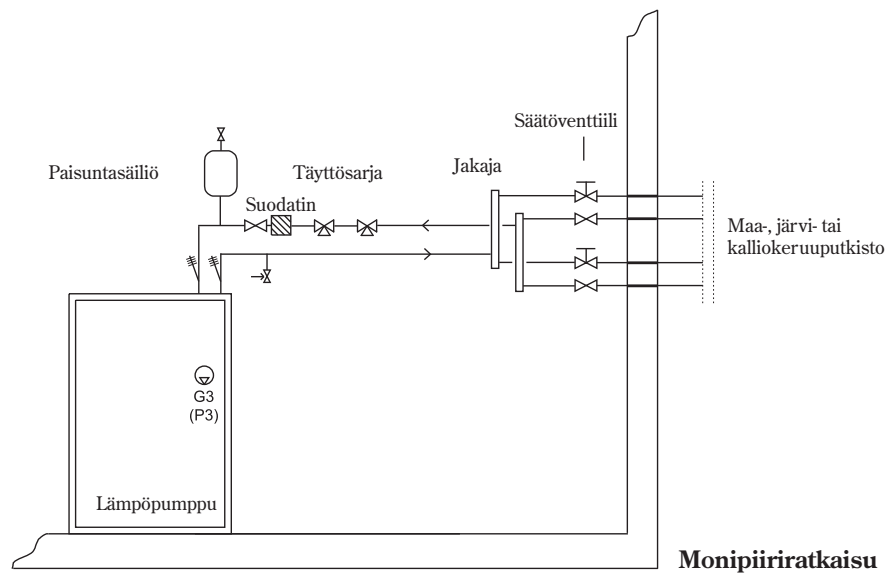 Säätöventtiili
Paisuntasäiliö
Täyttösarja
Jakaja
Suodatin
Maa-, järvi- tai
kalliokeruuputkisto
G3
(P3)
Lämpöpumppu
Monipiiriratkaisu